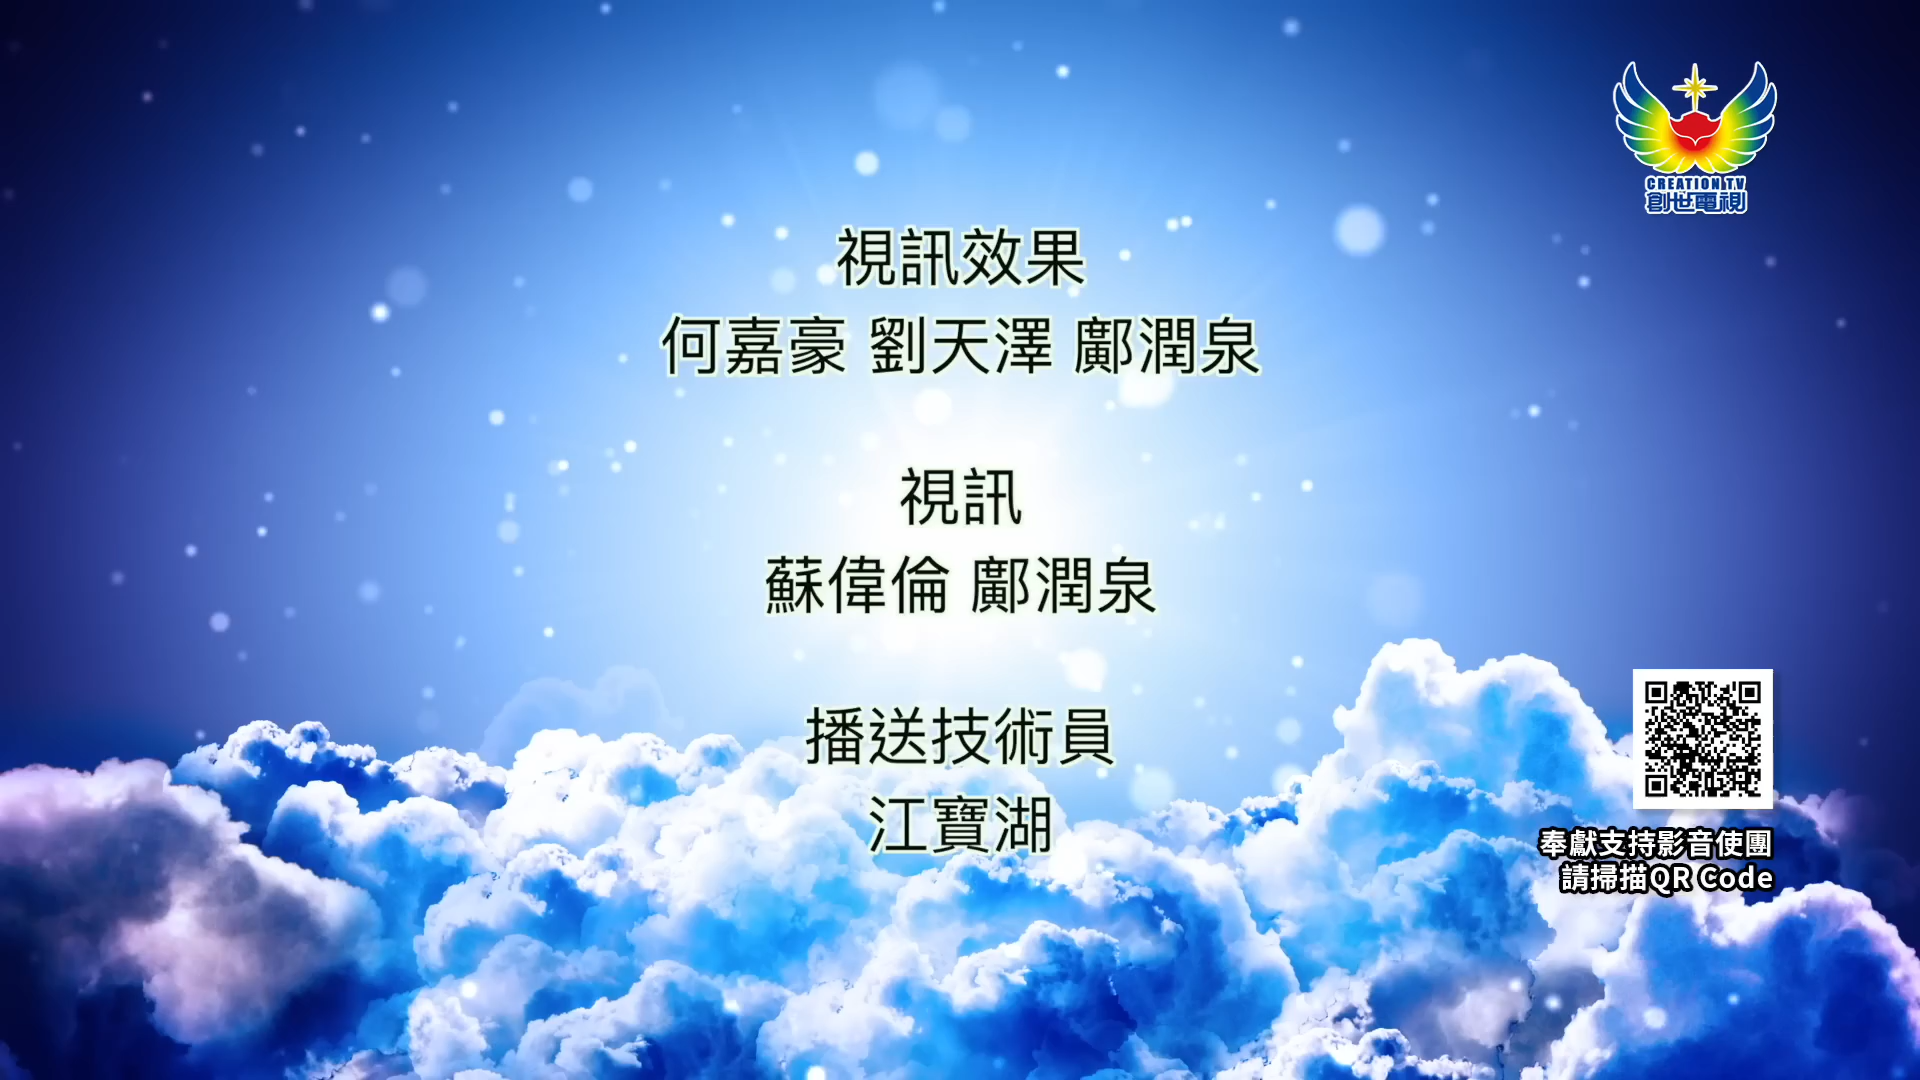 CREATION TV
創世電視
視訊效果
何嘉豪 劉天澤 鄺潤泉
視訊
蘇偉倫 鄺潤泉
播送技術員
江寶湖
奉獻支持影音使團
請掃描QR Code